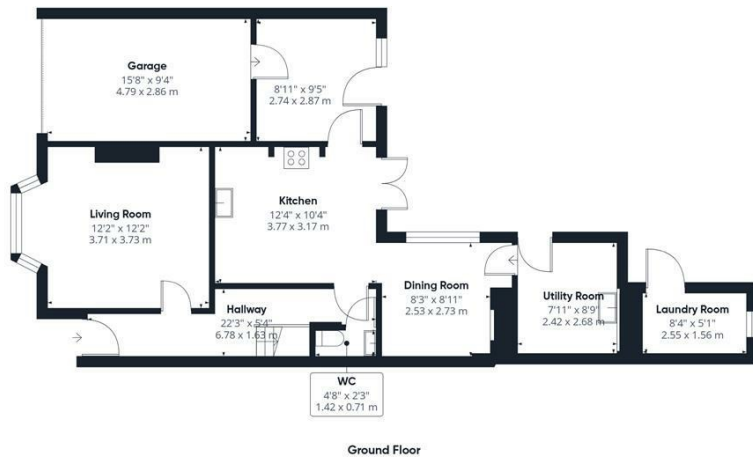 Garage
15'8" x 9'4"
4.79 x 2.86 m
8'11" x 9'5"
2.74 x 2.87 m
Living Room
12'2" x 12'2"
3.71 x 3.73 m
Kitchen
12'4" x 10'4"
3.77 x 3.17 m
Hallway
22'3" x 5'4"
6.78 x 1.63 m
Dining Room
8'3" x 8'11"
2.53 x 2.73 m
Utility Room
7'11" x 8'9"
2.42 x 2.68 m
Laundry Room
8'4" x 5'1"
2.55 x 1.56 m
WC
4'8" x 2'3"
1.42 x 0.71 m
Ground Floor